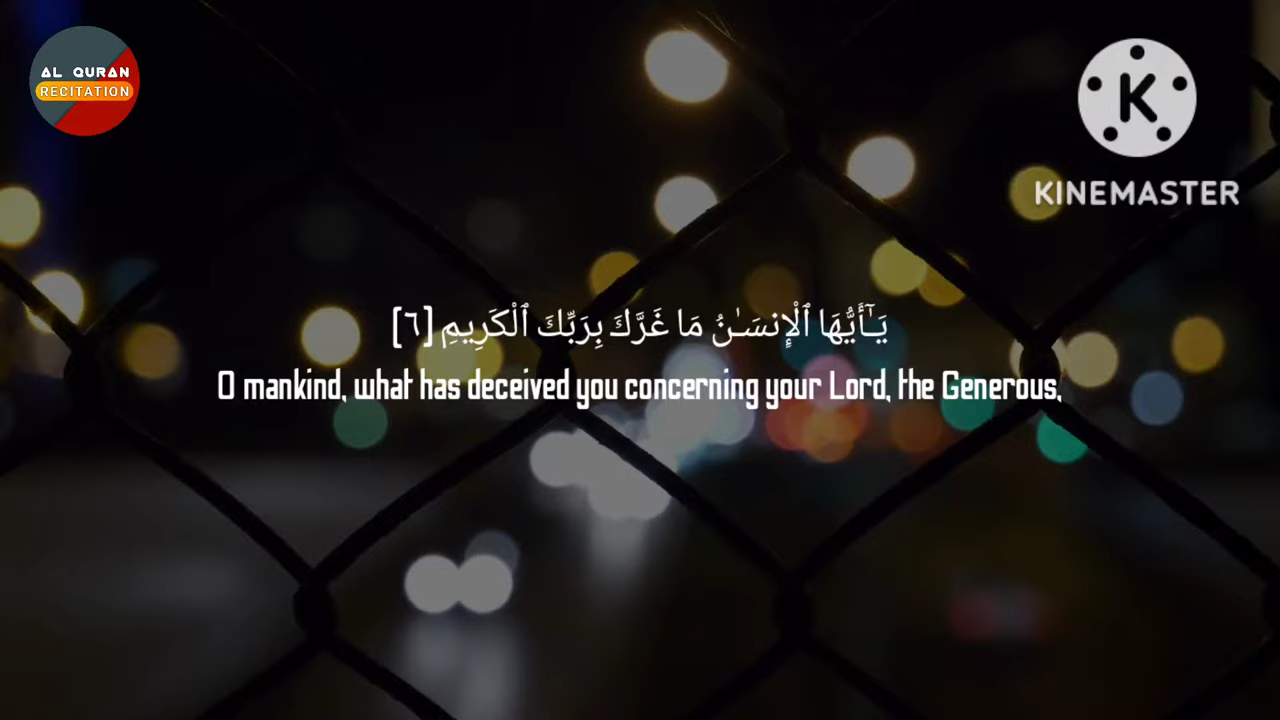 AL QURAN
RECITATION
K
KINEMASTER
يَـٰٓأَيُّهَا ٱلْإِنسَـٰنُ مَا غَرَّكَ بِرَبِّكَ ٱلْكَرِيمِ [٦]
O mankind, what has deceived you concerning your Lord, the Generous,